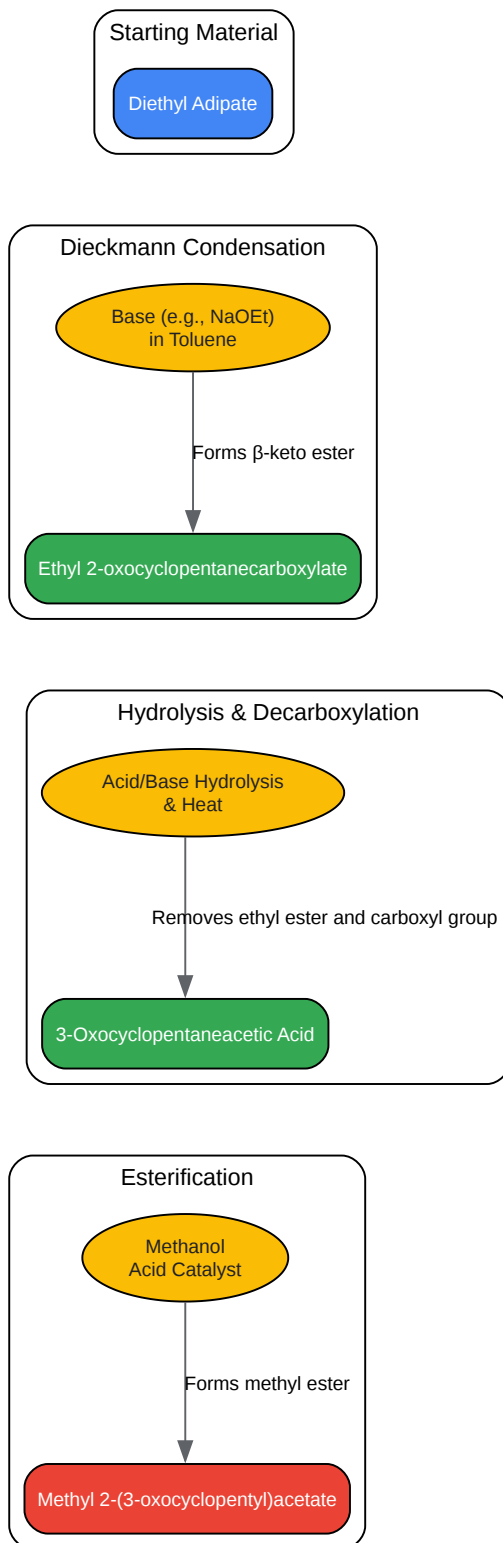 Starting Material
Diethyl Adipate
Dieckmann Condensation
Base (e.g., NaOEt)
in Toluene
Forms β-keto ester
Ethyl 2-oxocyclopentanecarboxylate
Hydrolysis & Decarboxylation
Acid/Base Hydrolysis
& Heat
Removes ethyl ester and carboxyl group
3-Oxocyclopentaneacetic Acid
Esterification
Methanol
Acid Catalyst
Forms methyl ester
Methyl 2-(3-oxocyclopentyl)acetate